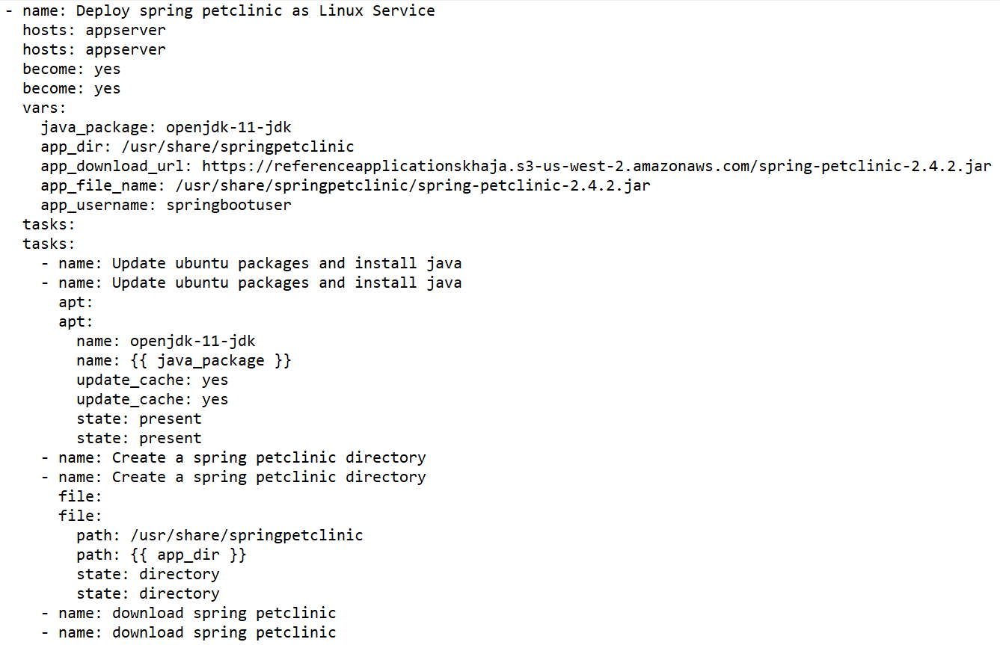 - name: Deploy spring petclinic as Linux Service
  hosts: appserver
  hosts: appserver
  become: yes
  become: yes
  vars:
    java_package: openjdk-11-jdk
    app_dir: /usr/share/springpetclinic
    app_download_url: https://referenceapplicationskhaja.s3-us-west-2.amazonaws.com/spring-petclinic-2.4.2.jar
    app_file_name: /usr/share/springpetclinic/spring-petclinic-2.4.2.jar
    app_username: springbootuser
  tasks:
  tasks:
    - name: Update ubuntu packages and install java
    - name: Update ubuntu packages and install java
      apt:
      apt:
        name: openjdk-11-jdk
        name: {{ java_package }}
        update_cache: yes
        update_cache: yes
        state: present
        state: present
    - name: Create a spring petclinic directory
    - name: Create a spring petclinic directory
      file:
      file:
        path: /usr/share/springpetclinic
        path: {{ app_dir }}
        state: directory
        state: directory
    - name: download spring petclinic
    - name: download spring petclinic